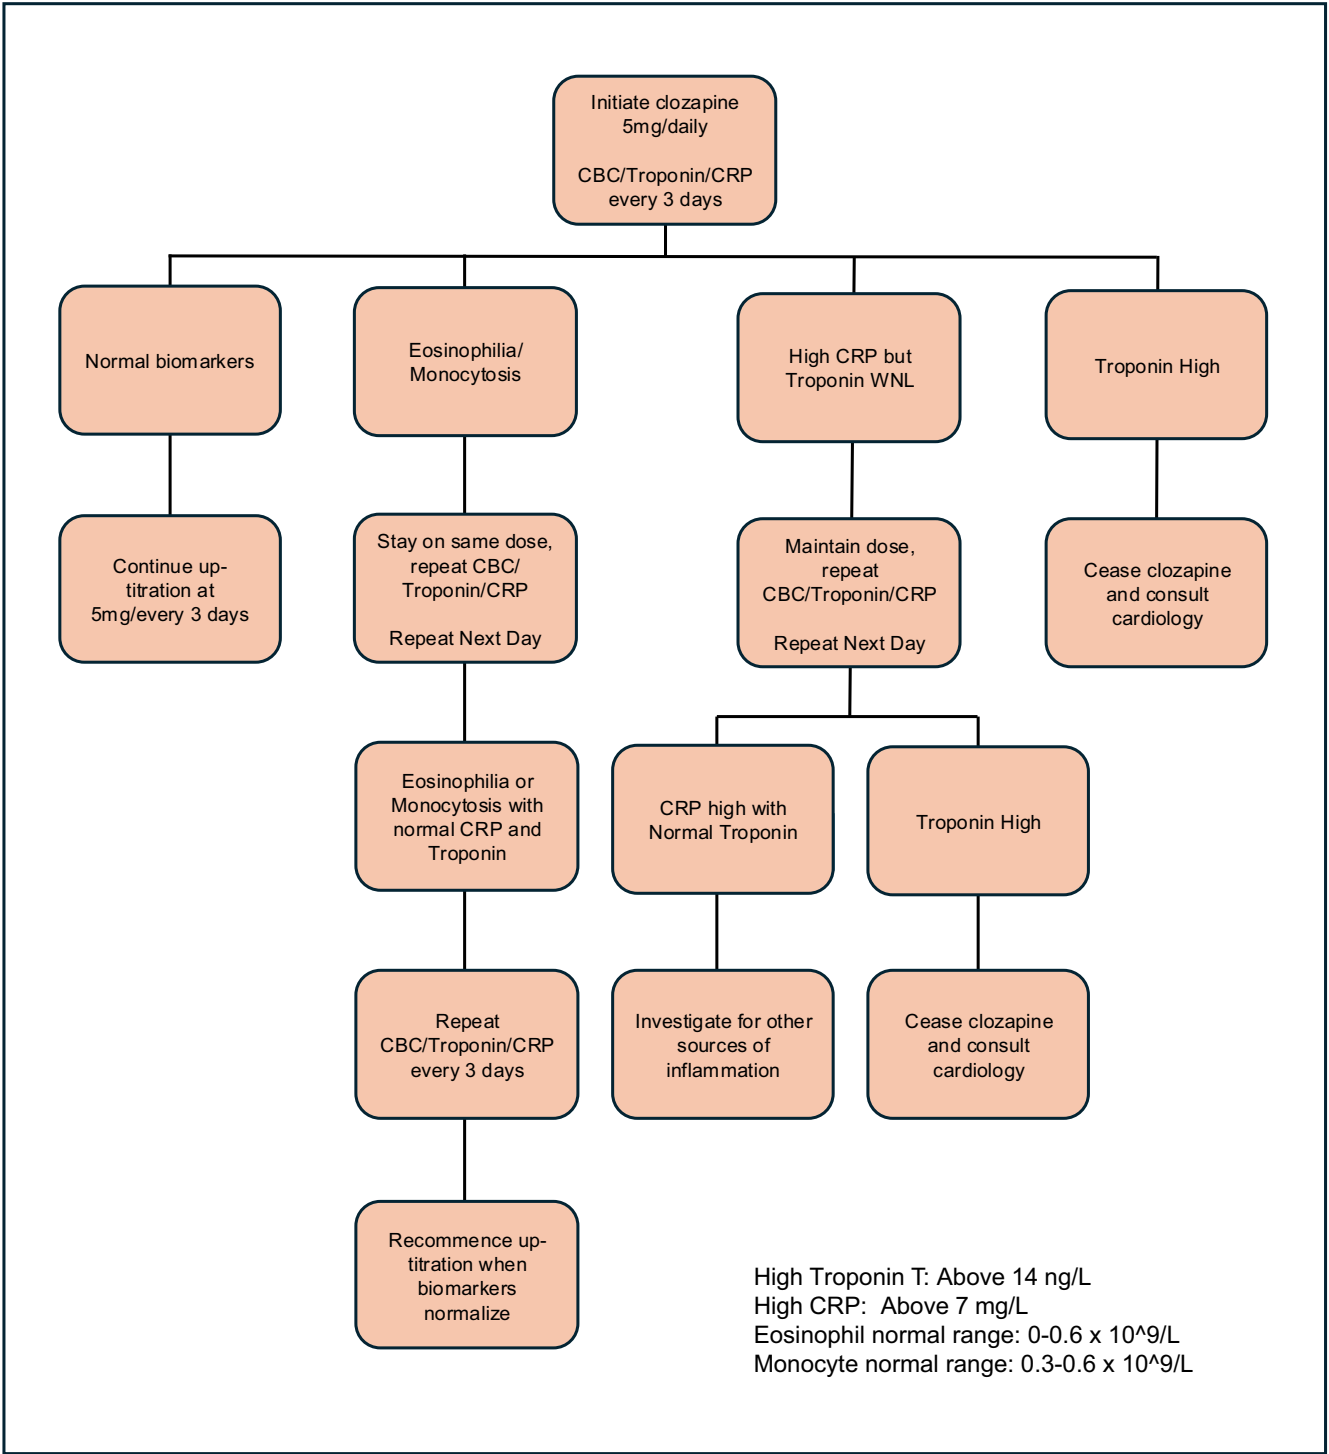 Initiate clozapine
5mg/daily
CBC/Troponin/CRP
every 3 days
Normal biomarkers
Eosinophilia/
Monocytosis
High CRP but
Troponin WNL
Troponin High
Continue up-
titration at
5mg/every 3 days
Stay on same dose,
repeat CBC/
Troponin/CRP
Repeat Next Day
Maintain dose,
repeat
CBC/Troponin/CRP
Repeat Next Day
Cease clozapine
and consult
cardiology
Eosinophilia or
Monocytosis with
normal CRP and
Troponin
CRP high with
Normal Troponin
Troponin High
Repeat
CBC/Troponin/CRP
every 3 days
Investigate for other
sources of
inflammation
Cease clozapine
and consult
cardiology
Recommence up-
titration when
biomarkers
normalize
High Troponin T: Above 14 ng/L
High CRP:  Above 7 mg/L
Eosinophil normal range: 0-0.6 x 10^9/L
Monocyte normal range: 0.3-0.6 x 10^9/L